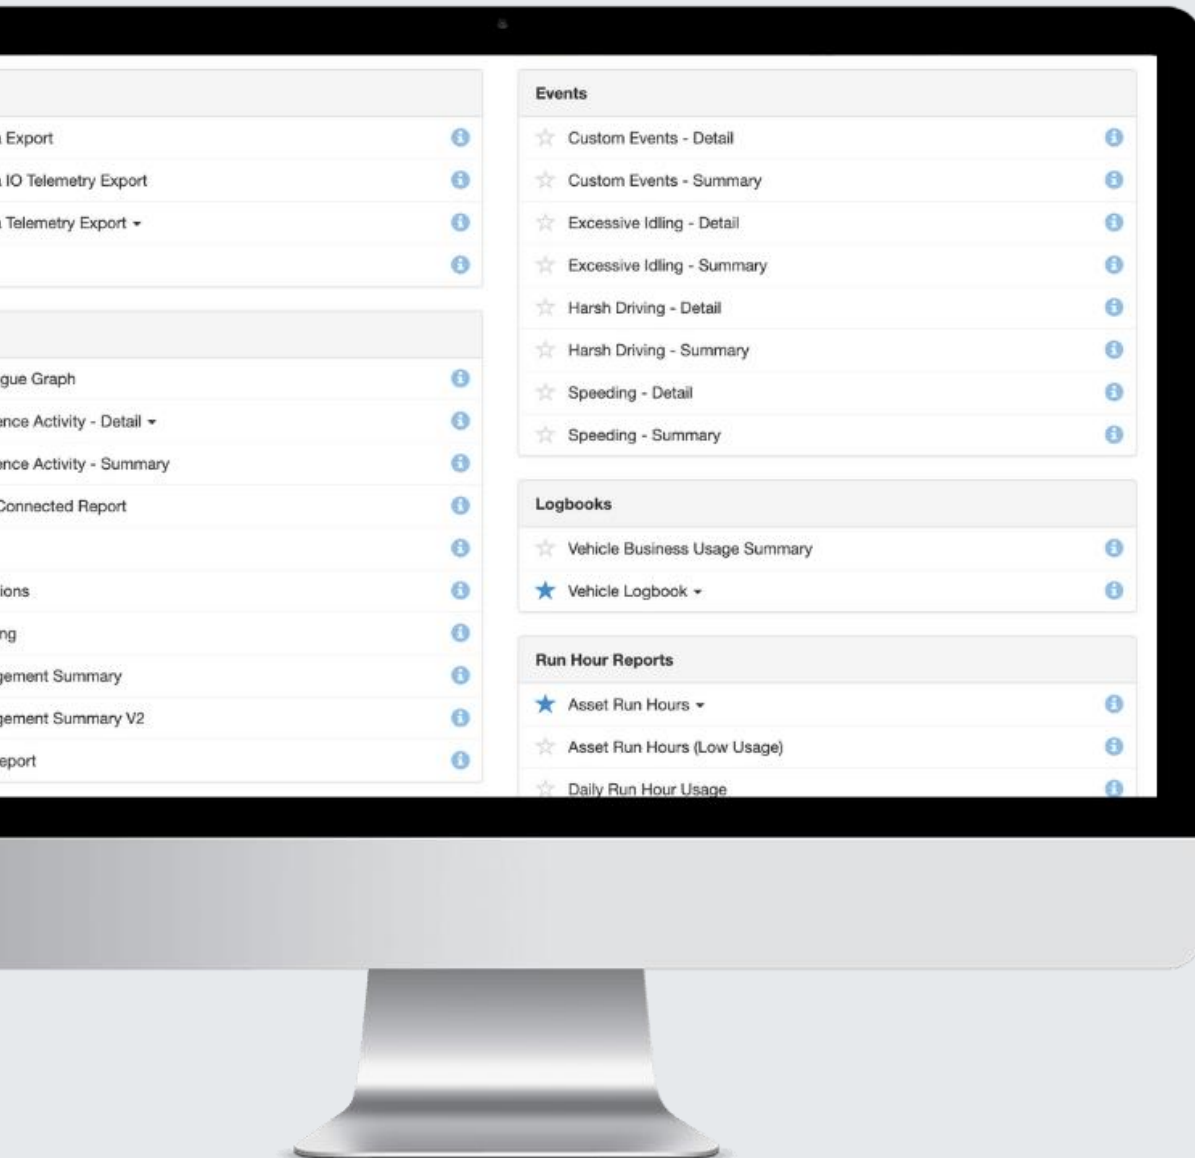 Export
IO Telemetry Export
Telemetry Export
gue Graph
ence Activity - Detail
ence Activity - Summary
Connected Report
ions
ng
gement Summary
gement Summary V2
eport
Events
Custom Events - Detail
Custom Events - Summary
Excessive Idling - Detail
Excessive Idling - Summary
Harsh Driving - Detail
Harsh Driving - Summary
Speeding - Detail
Speeding - Summary
Logbooks
Vehicle Business Usage Summary
Vehicle Logbook
Run Hour Reports
Asset Run Hours
Asset Run Hours (Low Usage)
Daily Run Hour Usage